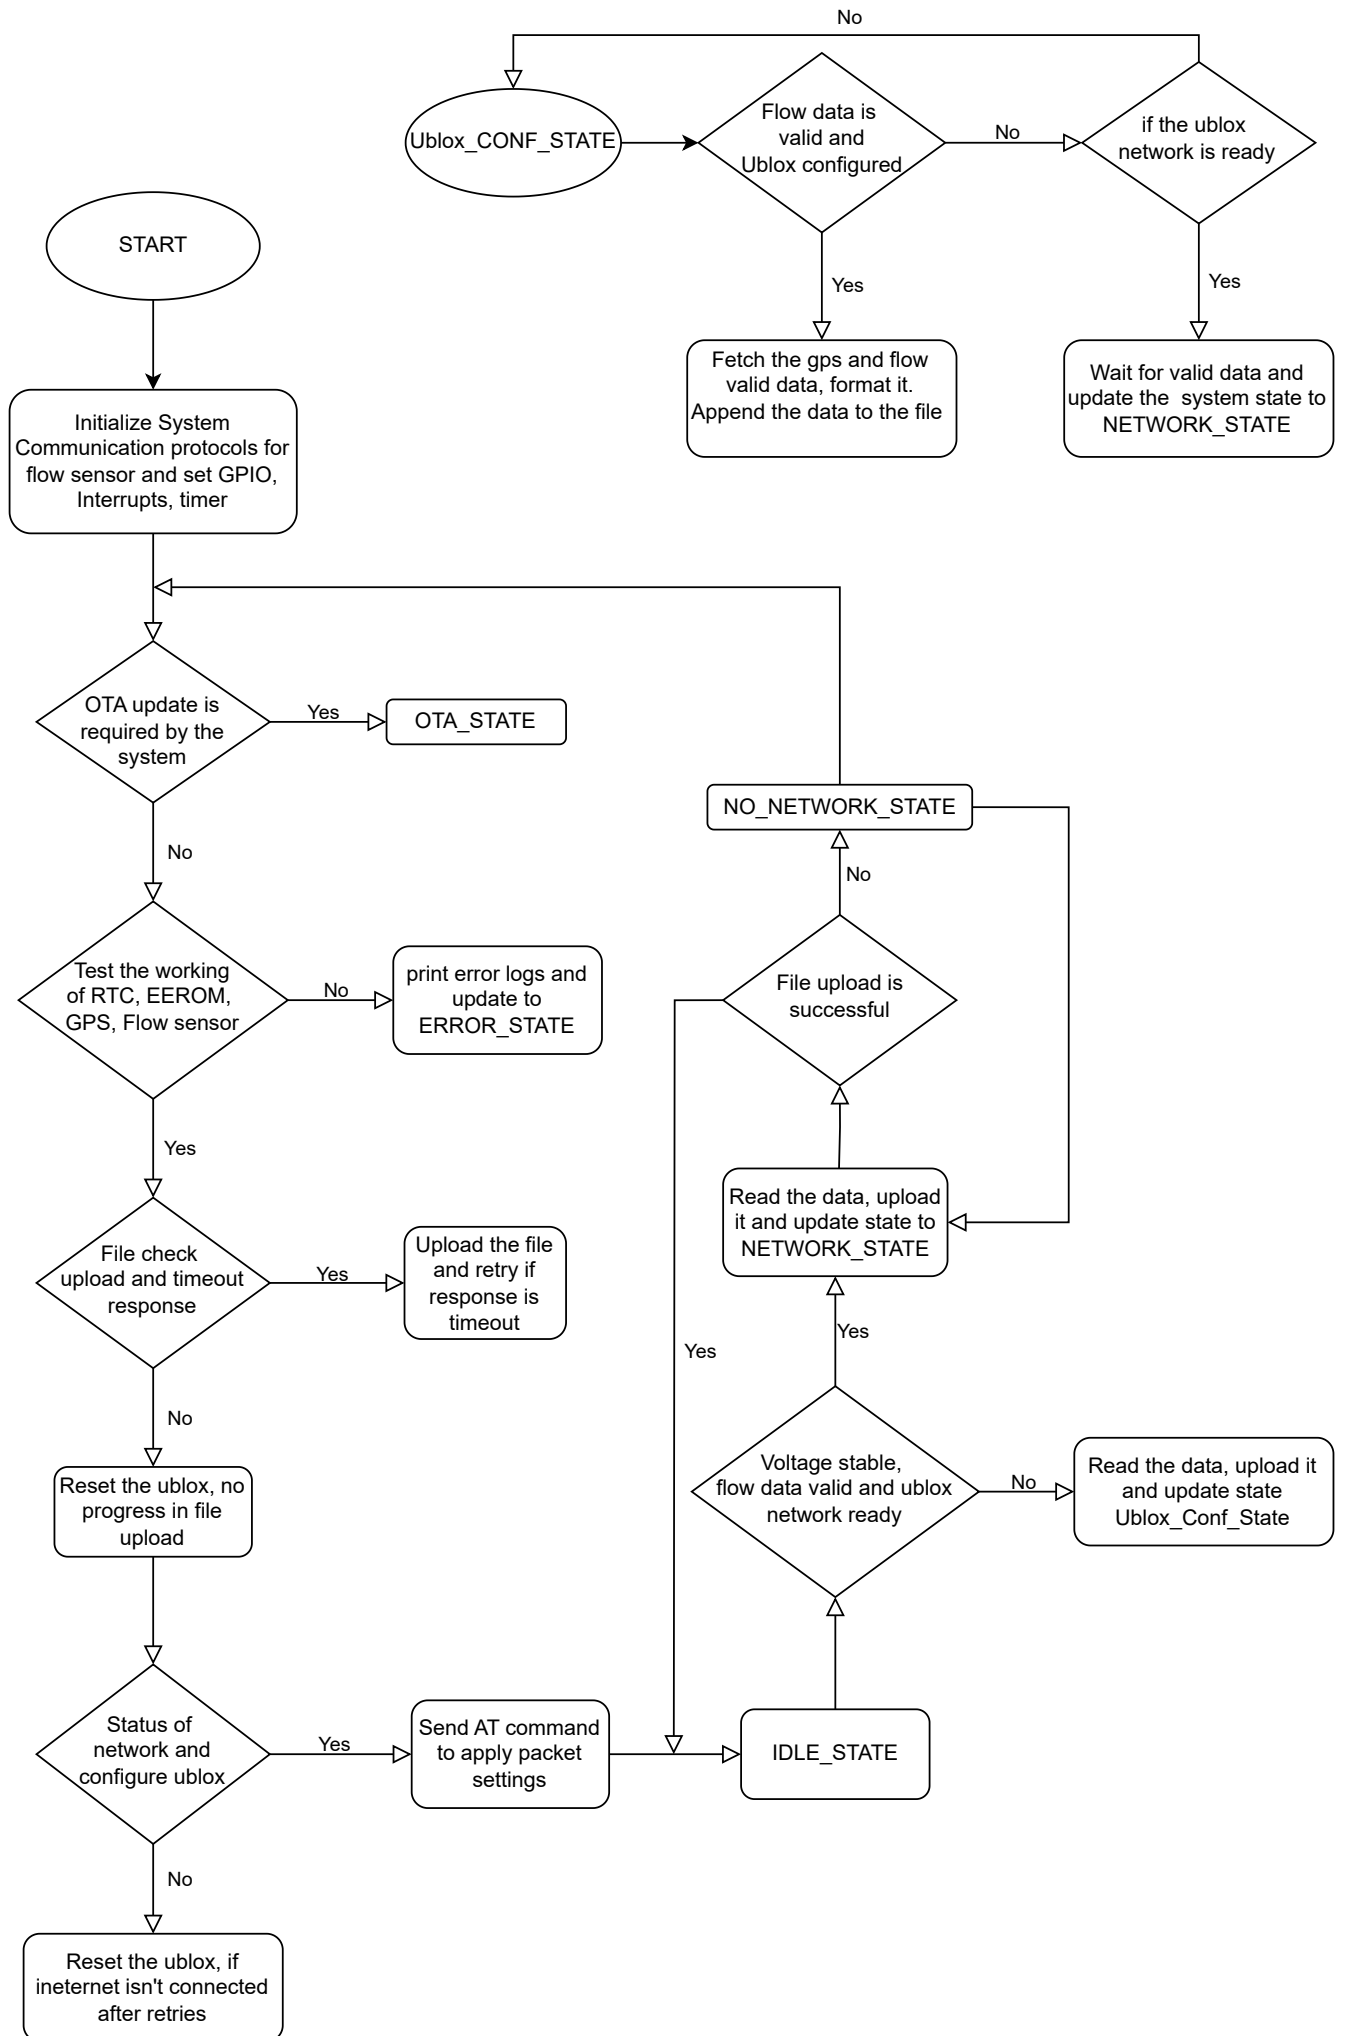 No
Ublox_CONF_STATE
Flow data is
valid and
Ublox configured
No
if the ublox
network is ready
Yes
Yes
Fetch the gps and flow
valid data, format it.
Append the data to the file
Wait for valid data and
update the  system state to
NETWORK_STATE
START
Initialize System
Communication protocols for
flow sensor and set GPIO,
Interrupts, timer
OTA update is
required by the
system
Yes
OTA_STATE
No
Test the working
of RTC, EEROM,
GPS, Flow sensor
No
print error logs and
update to
ERROR_STATE
Yes
File check
upload and timeout
response
Yes
Upload the file
and retry if
response is
timeout
No
Reset the ublox, no
progress in file
upload
Status of
network and
configure ublox
Yes
Send AT command
to apply packet
settings
No
Reset the ublox, if
ineternet isn't connected
after retries
NO_NETWORK_STATE
No
File upload is
successful
Yes
Read the data, upload
it and update state to
NETWORK_STATE
Yes
Voltage stable,
flow data valid and ublox
network ready
No
Read the data, upload it
and update state
Ublox_Conf_State
IDLE_STATE